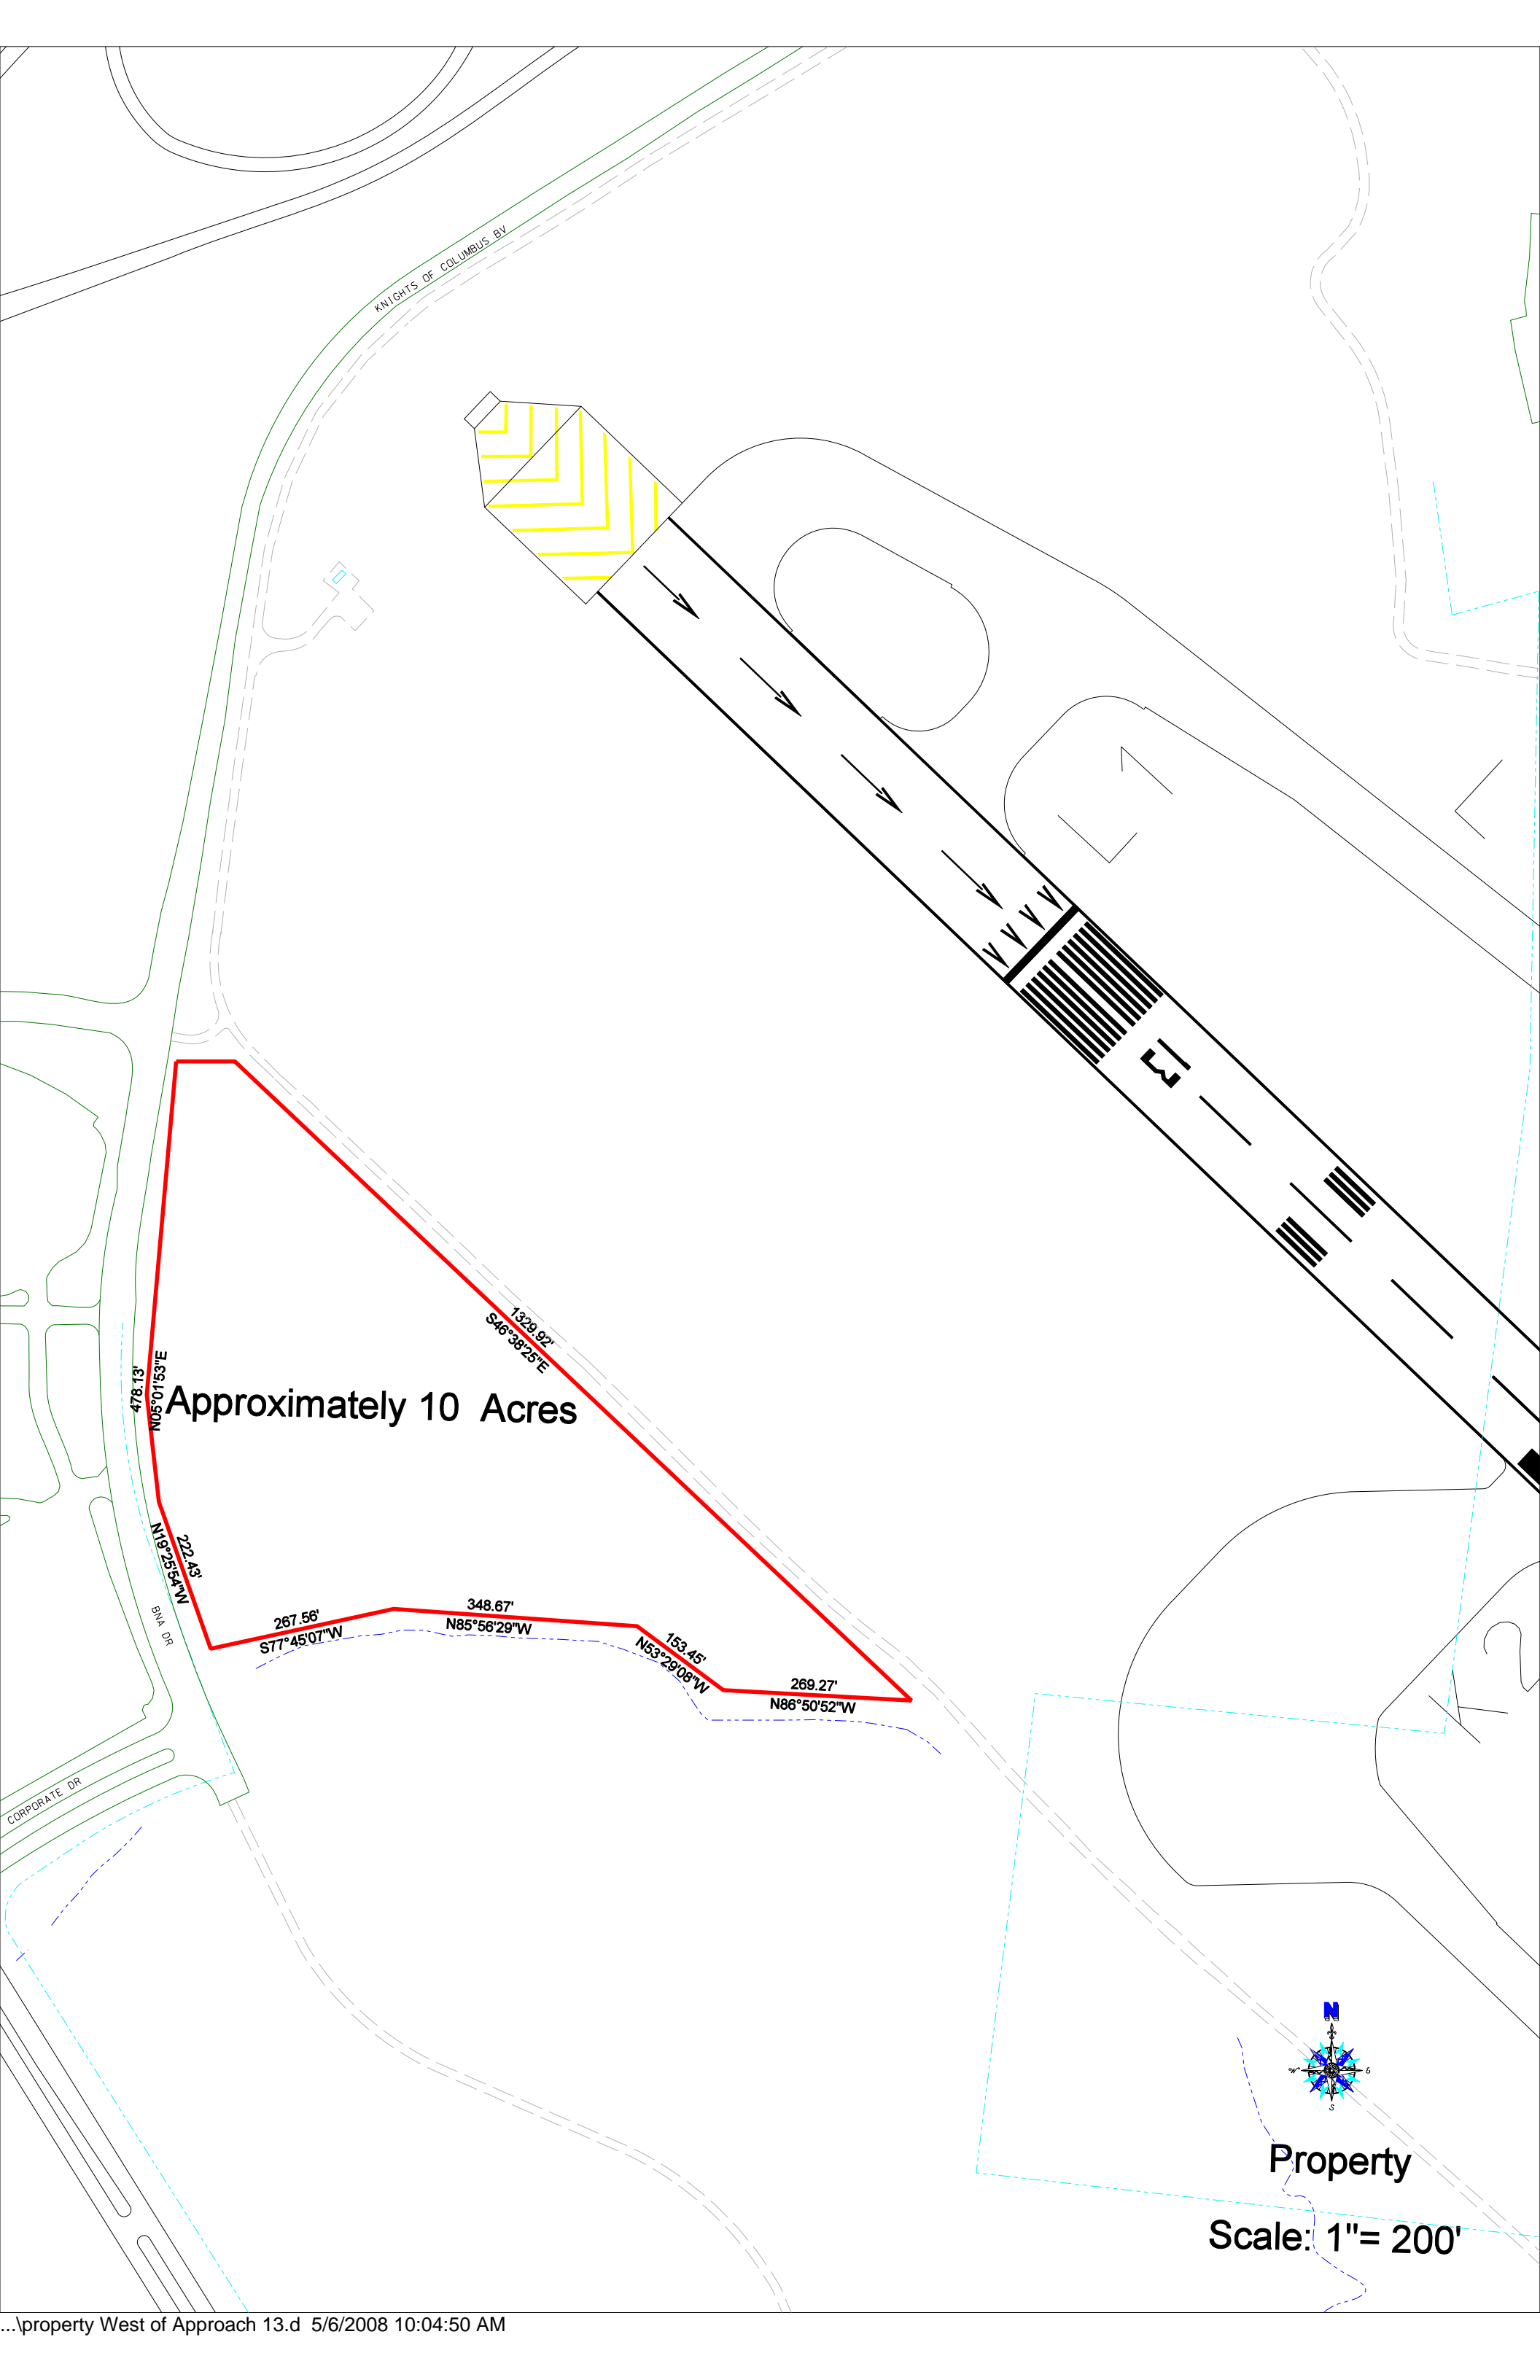 KNIGHTS OF COLUMBUS BV
13
1329.92'
S46°38'25"E
478.13'
N05°01'53"E
Approximately 10 Acres
222.43'
N19°25'54"W
267.56'
S77°45'07"W
348.67'
N85°56'29"W
153.45'
N53°29'08"W
269.27'
N86°50'52"W
BNA DR
CORPORATE DR
N
W
E
S
Property
Scale: 1"= 200'
...\property West of Approach 13.d 5/6/2008 10:04:50 AM